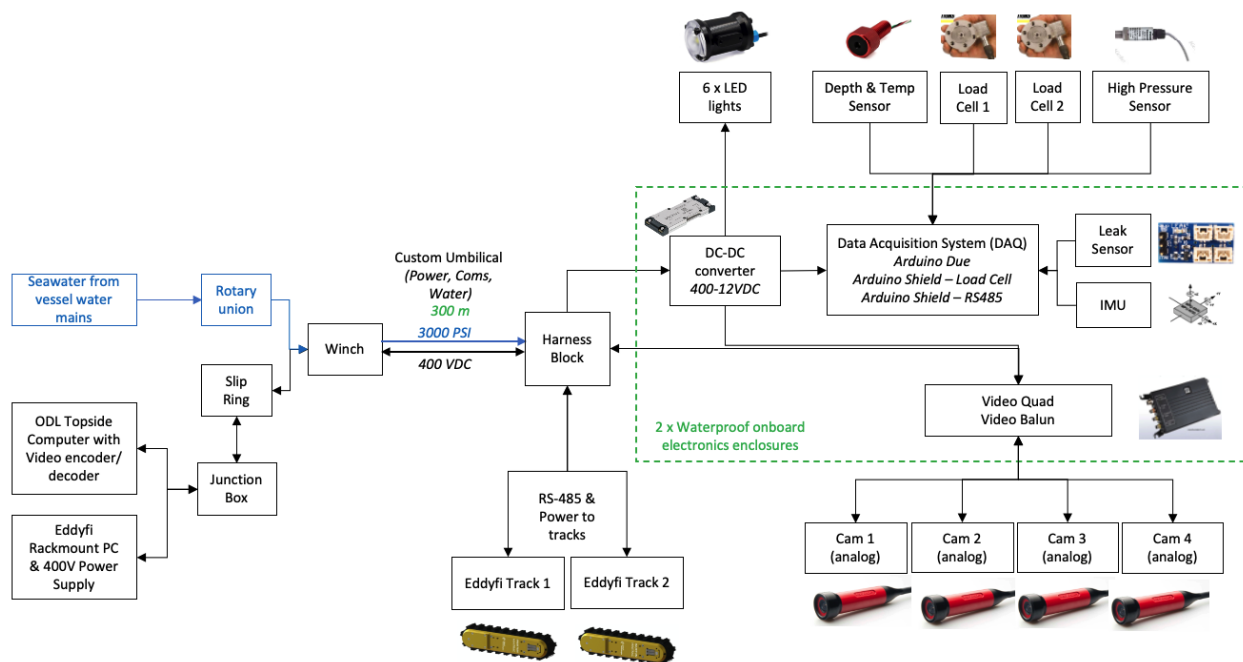 6 x LED
lights
Depth & Temp
Sensor
Load
Cell 1
Load
Cell 2
High Pressure
Sensor
DC-DC
converter
400-12VDC
Data Acquisition System (DAQ)
Arduino Due
Arduino Shield – Load Cell
Arduino Shield – RS485
Leak
Sensor
IMU
Seawater from
vessel water
mains
Rotary
union
Winch
Custom Umbilical
(Power, Coms,
Water)
300 m
3000 PSI
400 VDC
Harness
Block
Slip
Ring
ODL Topside
Computer with
Video encoder/
decoder
Junction
Box
Eddyfi
Rackmount PC
& 400V Power
Supply
Video Quad
Video Balun
2 x Waterproof onboard
electronics enclosures
RS-485 &
Power to
tracks
Eddyfi Track 1
Eddyfi Track 2
Cam 1
(analog)
Cam 2
(analog)
Cam 3
(analog)
Cam 4
(analog)